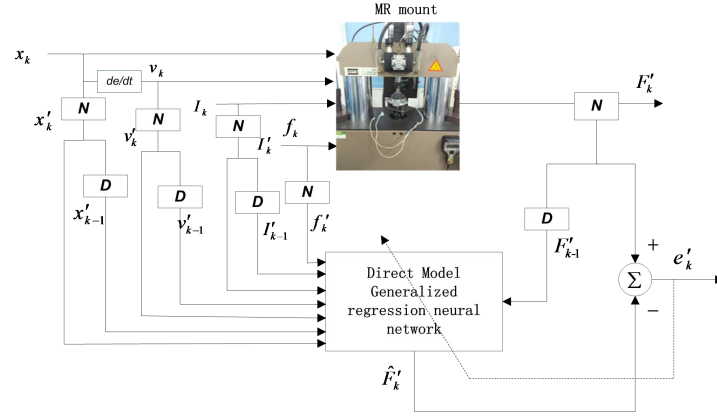 MR mount
x_k
de/dt
v_k
N
x'_k
N
v'_k
I_k
N
I'_k
f_k
N
f'_k
N
F'_k
D
x'_{k-1}
D
v'_{k-1}
D
I'_{k-1}
D
F'_{k-1}
Direct Model
Generalized
regression neural
network
+
Σ
e'_k
−
F̂'_k